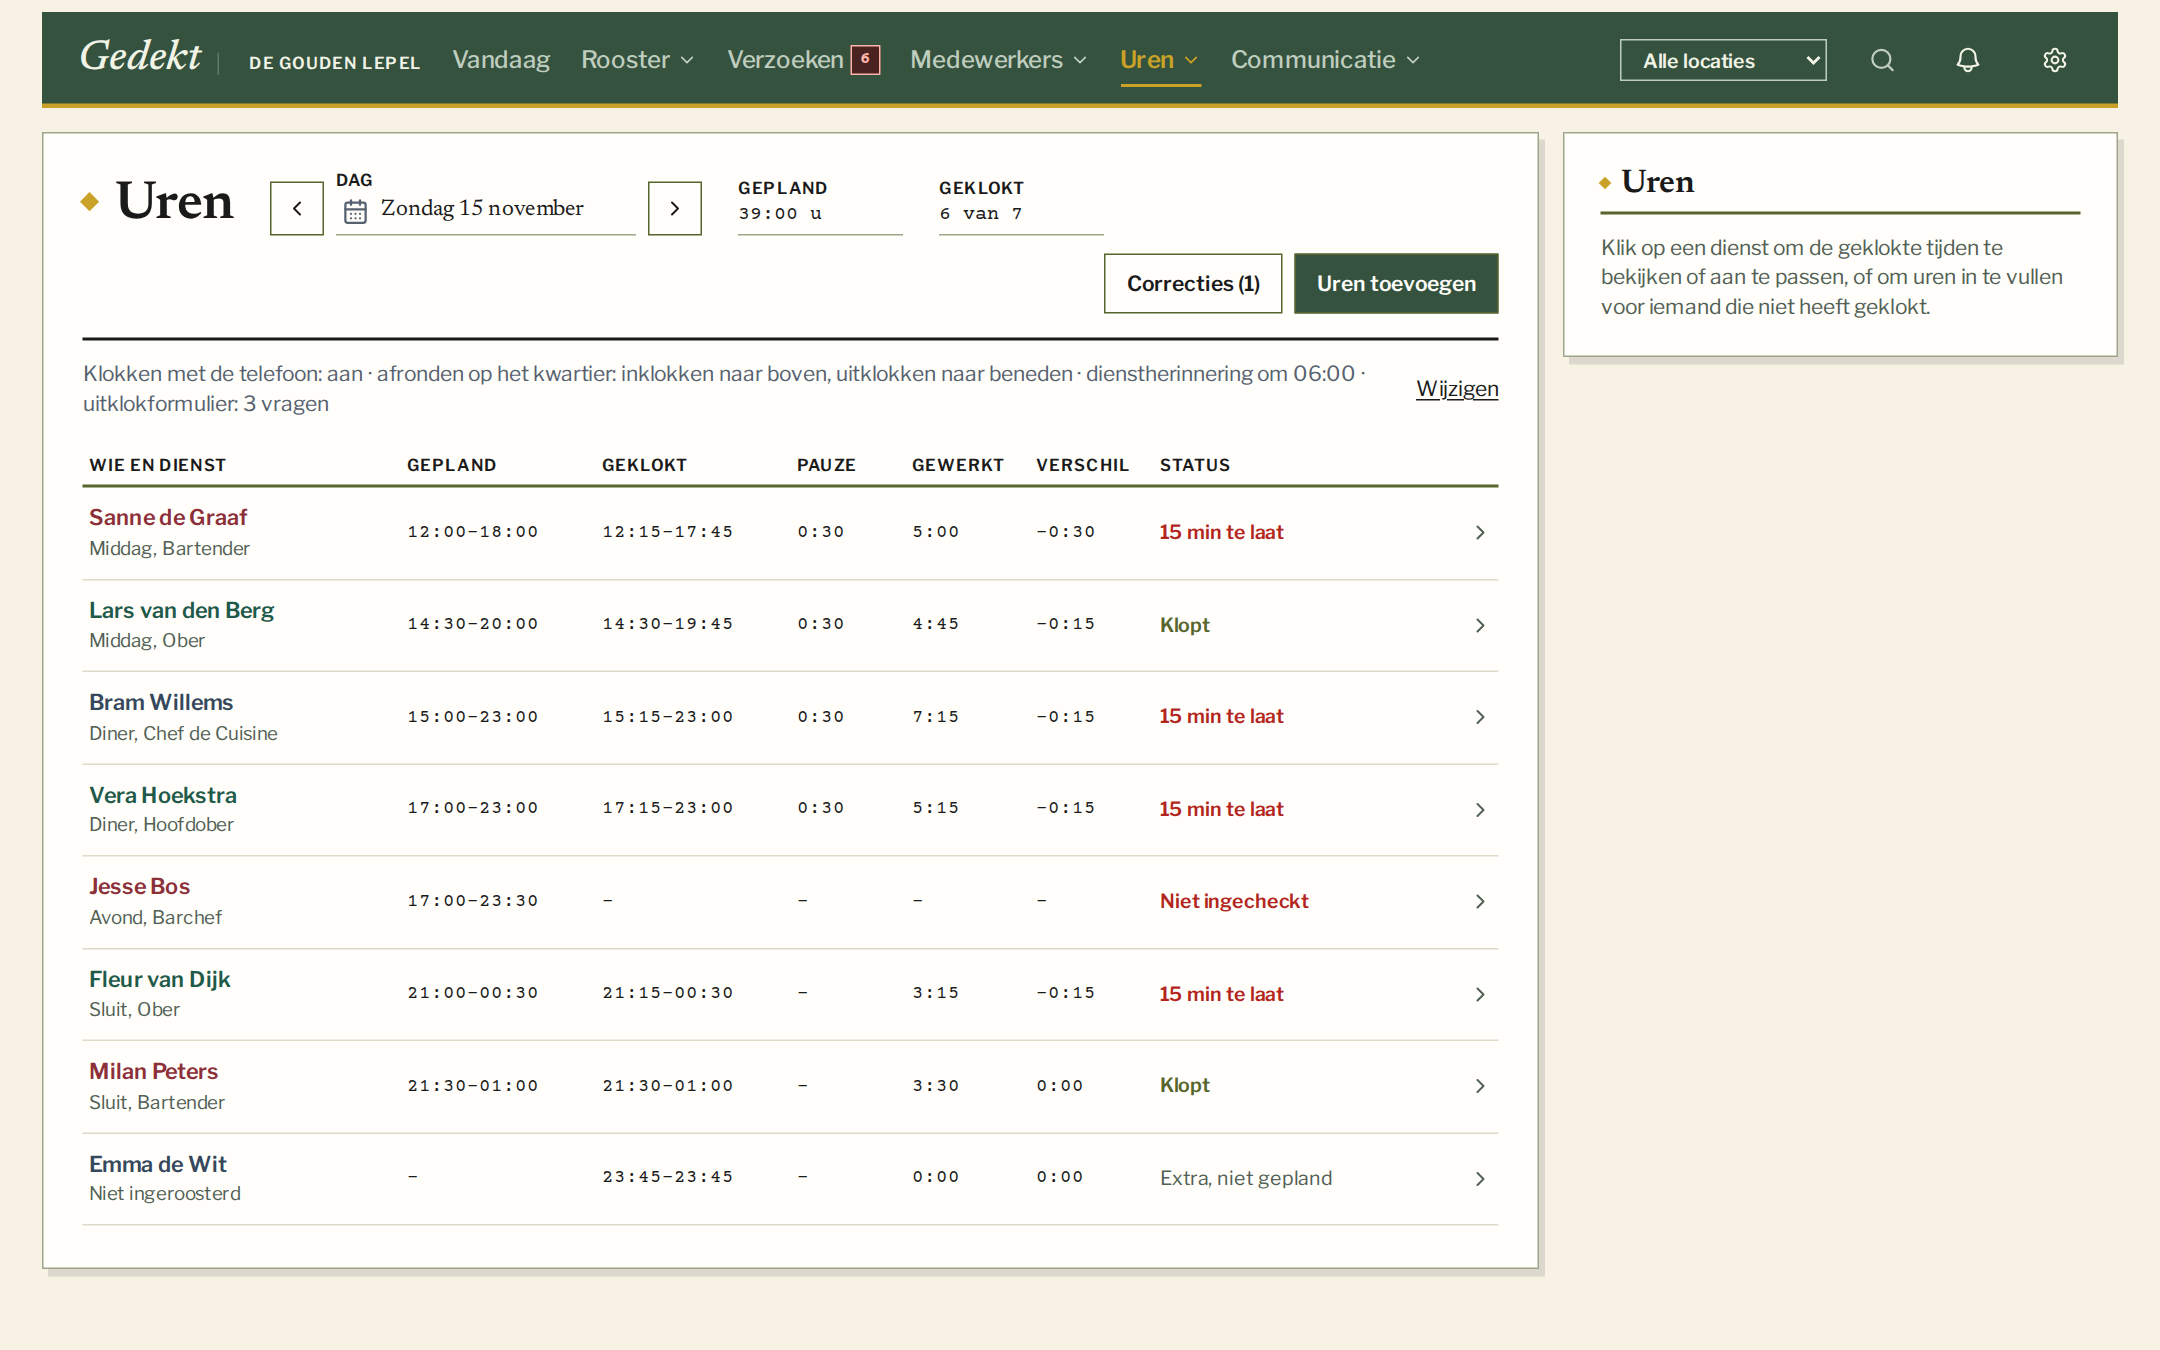 Gedekt DE GOUDEN LEPEL Vandaag Rooster Verzoeken 6 Medewerkers Uren Communicatie Alle locaties
Uren
DAG
Zondag 15 november
GEPLAND
39:00 u
GEKLOKT
6 van 7
Correcties (1) Uren toevoegen
Klokken met de telefoon: aan · afronden op het kwartier: inklokken naar boven, uitklokken naar beneden · dienstherinnering om 06:00 ·
uitklokformulier: 3 vragen
Wijzigen
WIE EN DIENST GEPLAND GEKLOKT PAUZE GEWERKT VERSCHIL STATUS
Sanne de Graaf
Middag, Bartender
12:00–18:00 12:15–17:45 0:30 5:00 −0:30 15 min te laat
Lars van den Berg
Middag, Ober
14:30–20:00 14:30–19:45 0:30 4:45 −0:15 Klopt
Bram Willems
Diner, Chef de Cuisine
15:00–23:00 15:15–23:00 0:30 7:15 −0:15 15 min te laat
Vera Hoekstra
Diner, Hoofdober
17:00–23:00 17:15–23:00 0:30 5:15 −0:15 15 min te laat
Jesse Bos
Avond, Barchef
17:00–23:30 – – – – Niet ingecheckt
Fleur van Dijk
Sluit, Ober
21:00–00:30 21:15–00:30 – 3:15 −0:15 15 min te laat
Milan Peters
Sluit, Bartender
21:30–01:00 21:30–01:00 – 3:30 0:00 Klopt
Emma de Wit
Niet ingeroosterd
– 23:45–23:45 – 0:00 0:00 Extra, niet gepland
Uren
Klik op een dienst om de geklokte tijden te
bekijken of aan te passen, of om uren in te vullen
voor iemand die niet heeft geklokt.